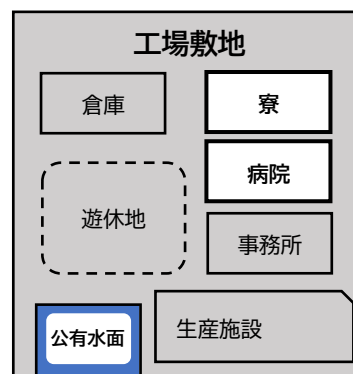 工場敷地
倉庫
寮
病院
遊休地
事務所
公有水面
生産施設